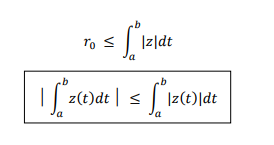 r₀ ≤ ∫ₐᵇ |z|dt
| ∫ₐᵇ z(t)dt | ≤ ∫ₐᵇ |z(t)|dt